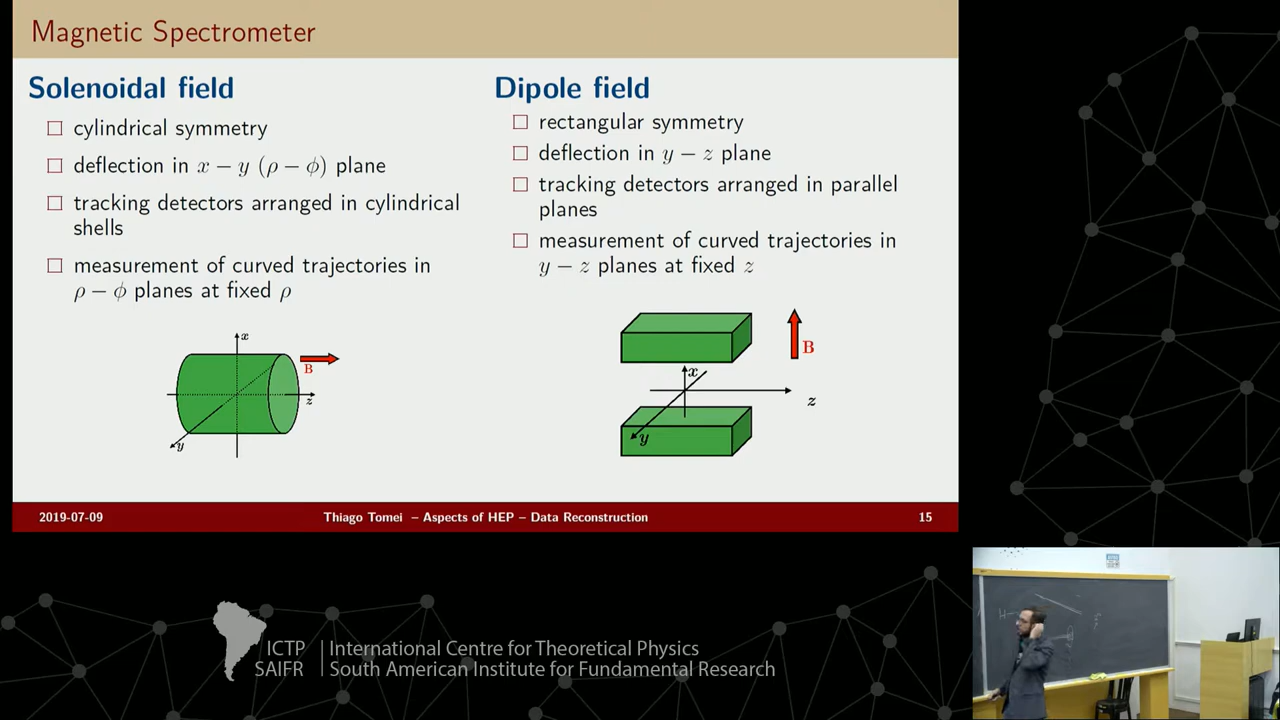 Magnetic Spectrometer
Solenoidal field
□ cylindrical symmetry
□ deflection in x − y (ρ − ϕ) plane
□ tracking detectors arranged in cylindrical
shells
□ measurement of curved trajectories in
ρ − ϕ planes at fixed ρ
x
B
z
y
Dipole field
□ rectangular symmetry
□ deflection in y − z plane
□ tracking detectors arranged in parallel
planes
□ measurement of curved trajectories in
y − z planes at fixed z
B
x
z
y
2019-07-09
Thiago Tomei – Aspects of HEP – Data Reconstruction
15
ICTP
SAIFR
International Centre for Theoretical Physics
South American Institute for Fundamental Research